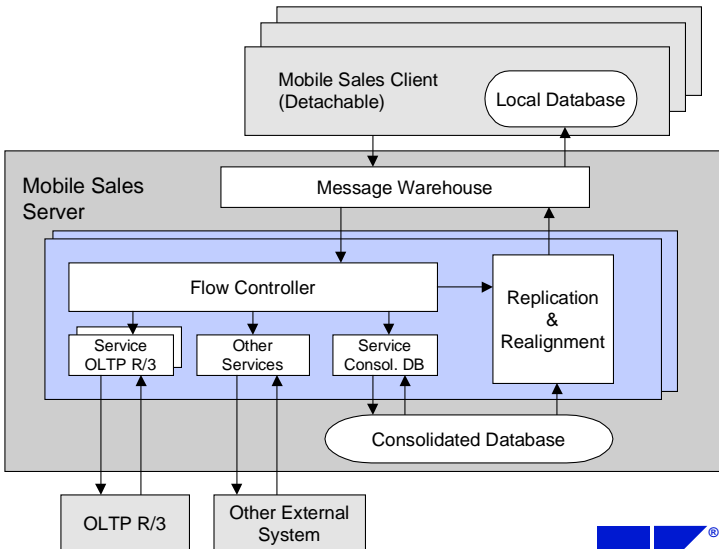 Mobile Sales Client
(Detachable)
Local Database
Mobile Sales
Server
Message Warehouse
Flow Controller
Replication
&
Realignment
Service
OLTP R/3
Other
Services
Service
Consol. DB
Consolidated Database
OLTP R/3
Other External
System
®